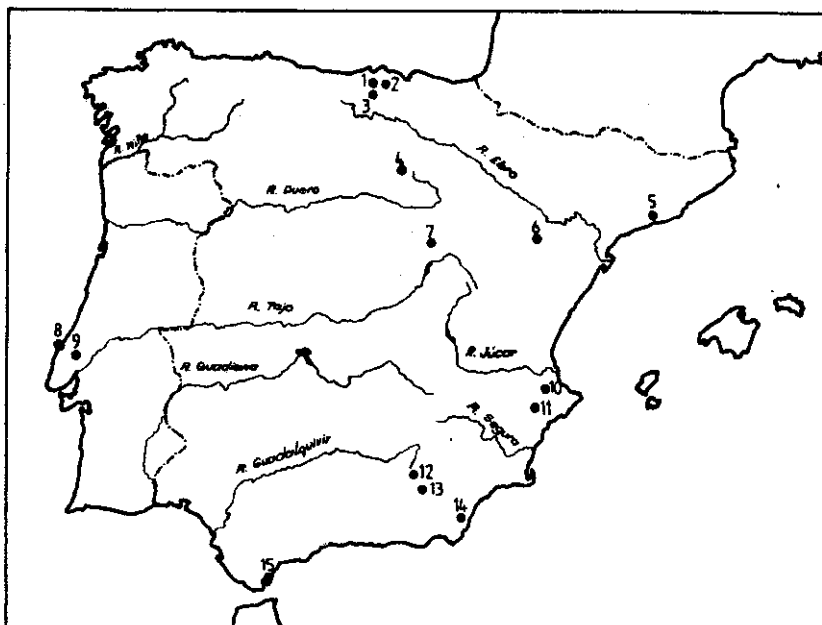 1
2
3
R. Miño
4
R. Ebro
R. Duero
5
6
7
8
9
R. Tajo
R. Júcar
R. Guadiana
10
11
R. Segura
R. Guadalquivir
12
13
14
15